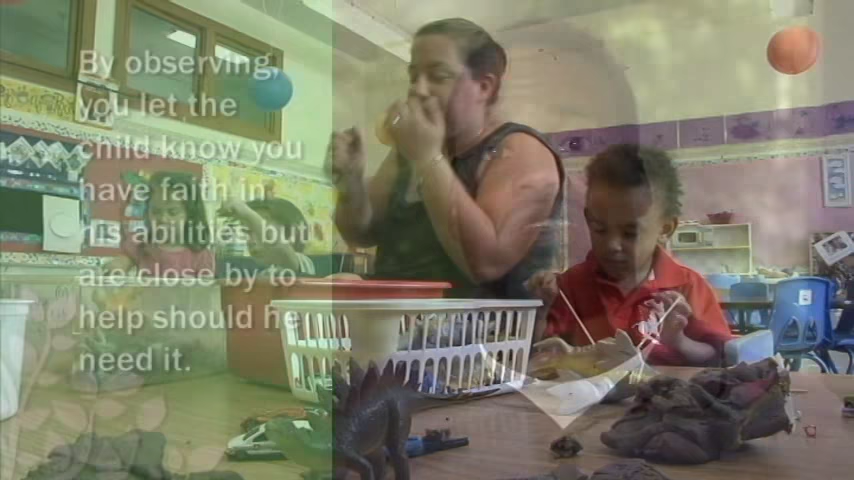 By observing,
you let the
child know you
have faith in
his abilities but
are close by to
help should he
need it.